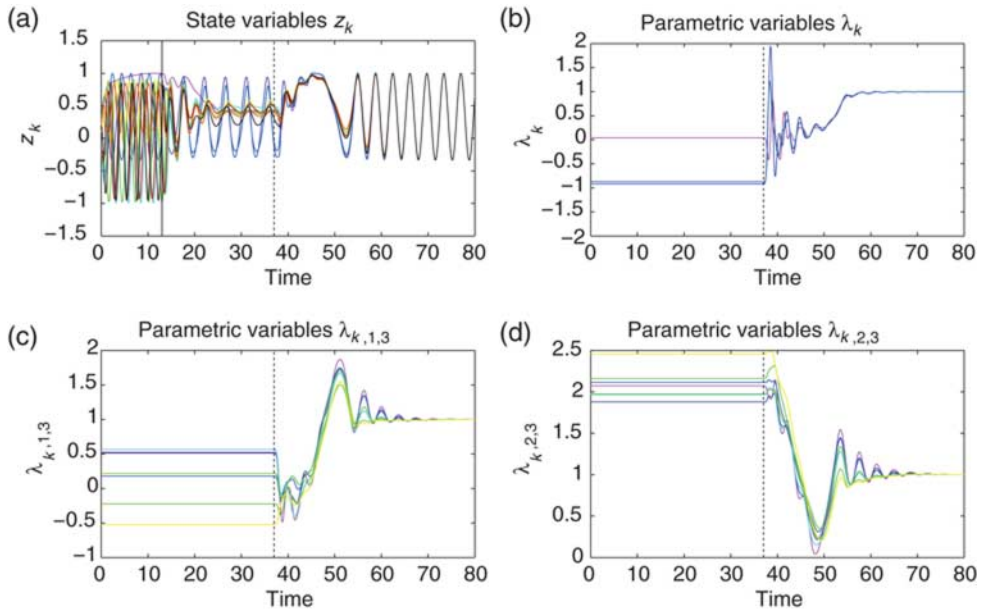 (a) State variables z_k
1.5
1
0.5
0
−0.5
−1
−1.5
z_k
0 10 20 30 40 50 60 70 80
Time
(b) Parametric variables λ_k
2
1.5
1
0.5
0
−0.5
−1
−1.5
−2
λ_k
0 10 20 30 40 50 60 70 80
Time
(c) Parametric variables λ_k,1,3
2
1.5
1
0.5
0
−0.5
−1
λ_k,1,3
0 10 20 30 40 50 60 70 80
Time
(d) Parametric variables λ_k,2,3
2.5
2
1.5
1
0.5
0
λ_k,2,3
0 10 20 30 40 50 60 70 80
Time